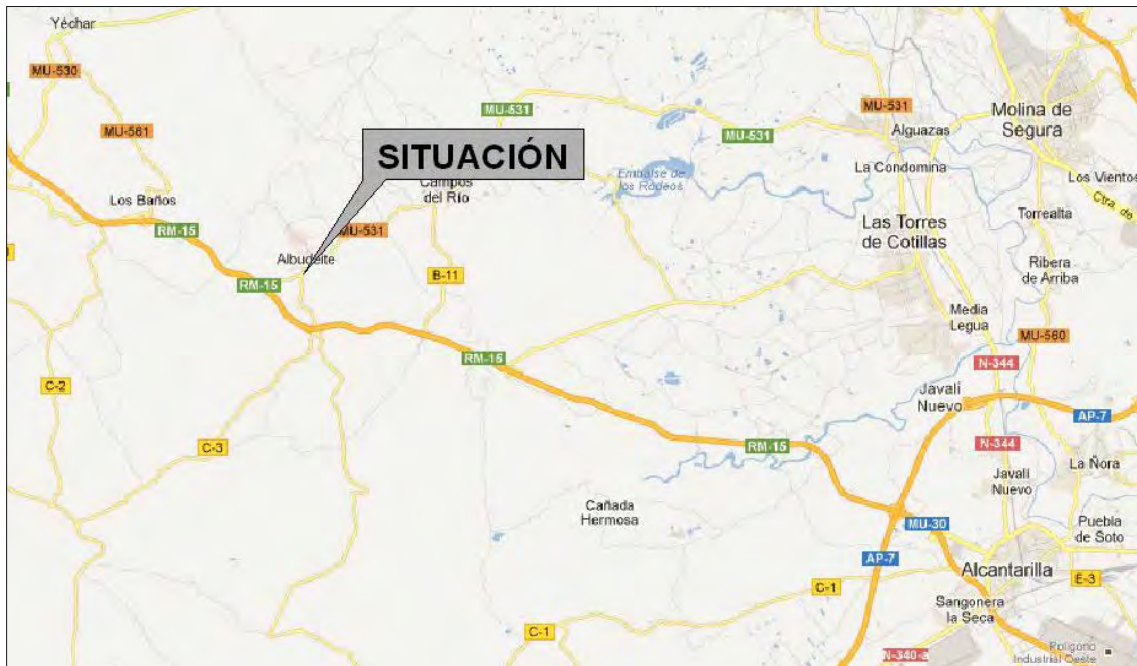 Yéchar
MU-530
MU-531
MU-531
MU-531
Molina de
Segura
MU-561
Alguazas
SITUACIÓN
La Condomina
Embalse de
los Rodeos
Los Vientos
Campos
del Río
Ctra. de
Los Baños
Torrealta
RM-15
MU-531
Las Torres
de Cotillas
Albudeite
Ribera
de Arriba
RM-15
B-11
Media
Legua
MU-560
RM-15
N-344
C-2
Javalí
Nuevo
AP-7
C-3
RM-15
N-344
La Ñora
Javalí
Nuevo
Cañada
Hermosa
MU-30
Puebla
de Soto
AP-7
Alcantarilla
C-1
E-3
Sangonera
la Seca
C-1
N-340-a
Polígono
Industrial Oeste